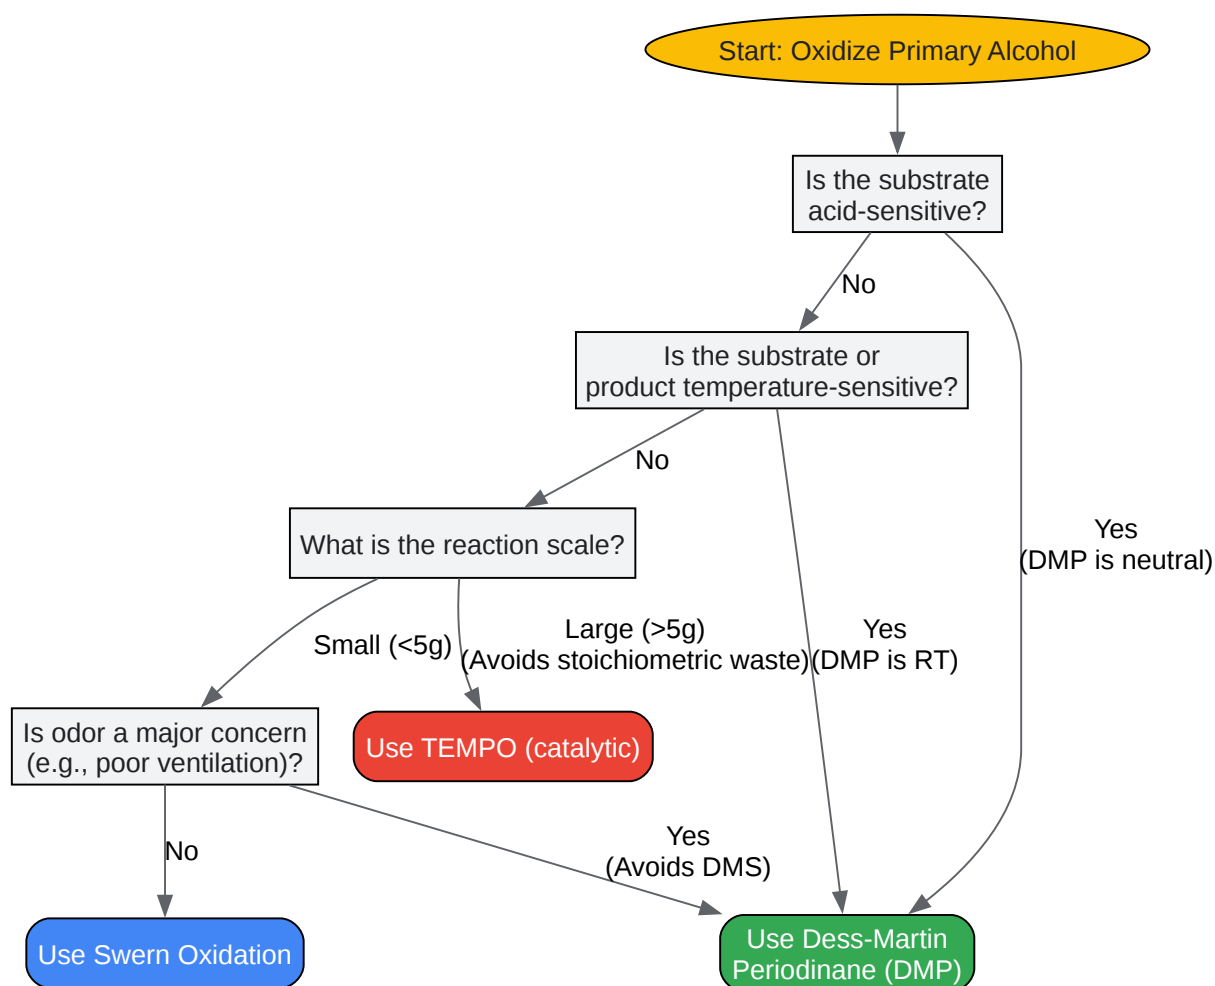 Start: Oxidize Primary Alcohol
Is the substrate
acid-sensitive?
No
Is the substrate or
product temperature-sensitive?
No
Yes
(DMP is neutral)
What is the reaction scale?
Small (<5g)
Large (>5g)
(Avoids stoichiometric waste)
Yes
(DMP is RT)
Is odor a major concern
(e.g., poor ventilation)?
Use TEMPO (catalytic)
No
Yes
(Avoids DMS)
Use Swern Oxidation
Use Dess-Martin
Periodinane (DMP)